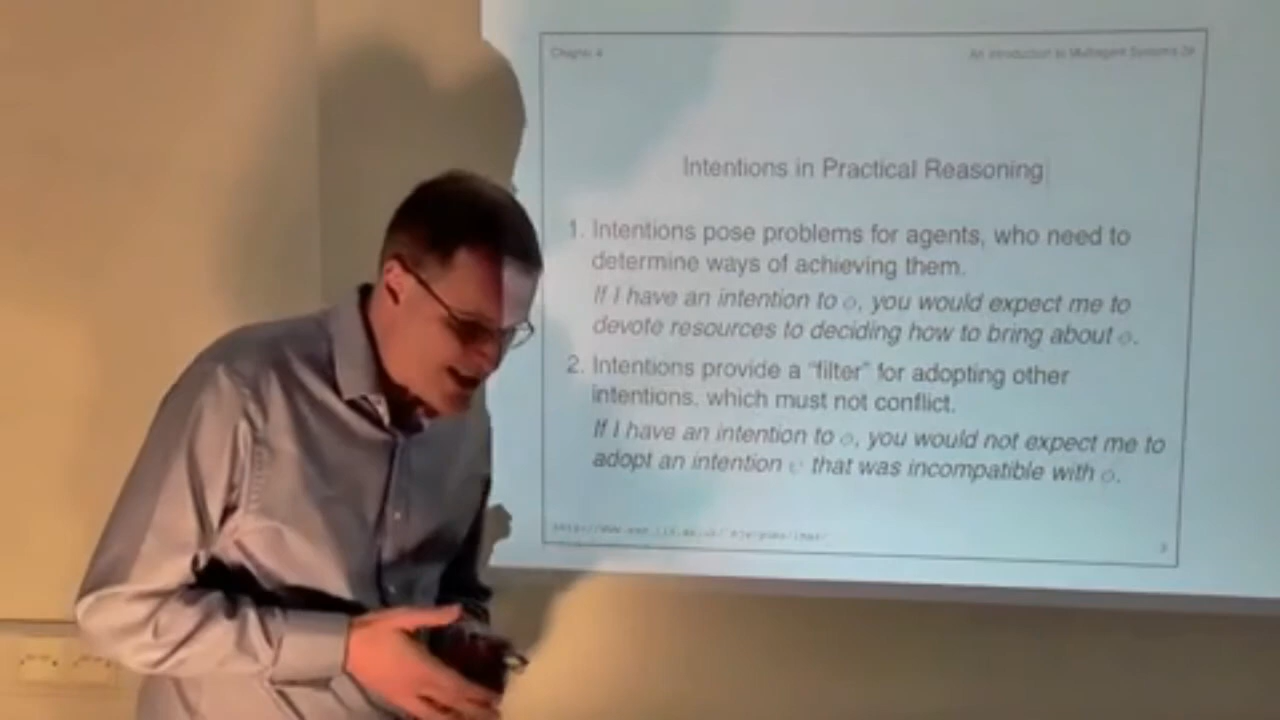 Chapter 4
An Introduction to Multiagent Systems 2e
Intentions in Practical Reasoning
1. Intentions pose problems for agents, who need to
determine ways of achieving them.
If I have an intention to ϕ, you would expect me to
devote resources to deciding how to bring about ϕ.
2. Intentions provide a “filter” for adopting other
intentions, which must not conflict.
If I have an intention to ϕ, you would not expect me to
adopt an intention ψ that was incompatible with ϕ.